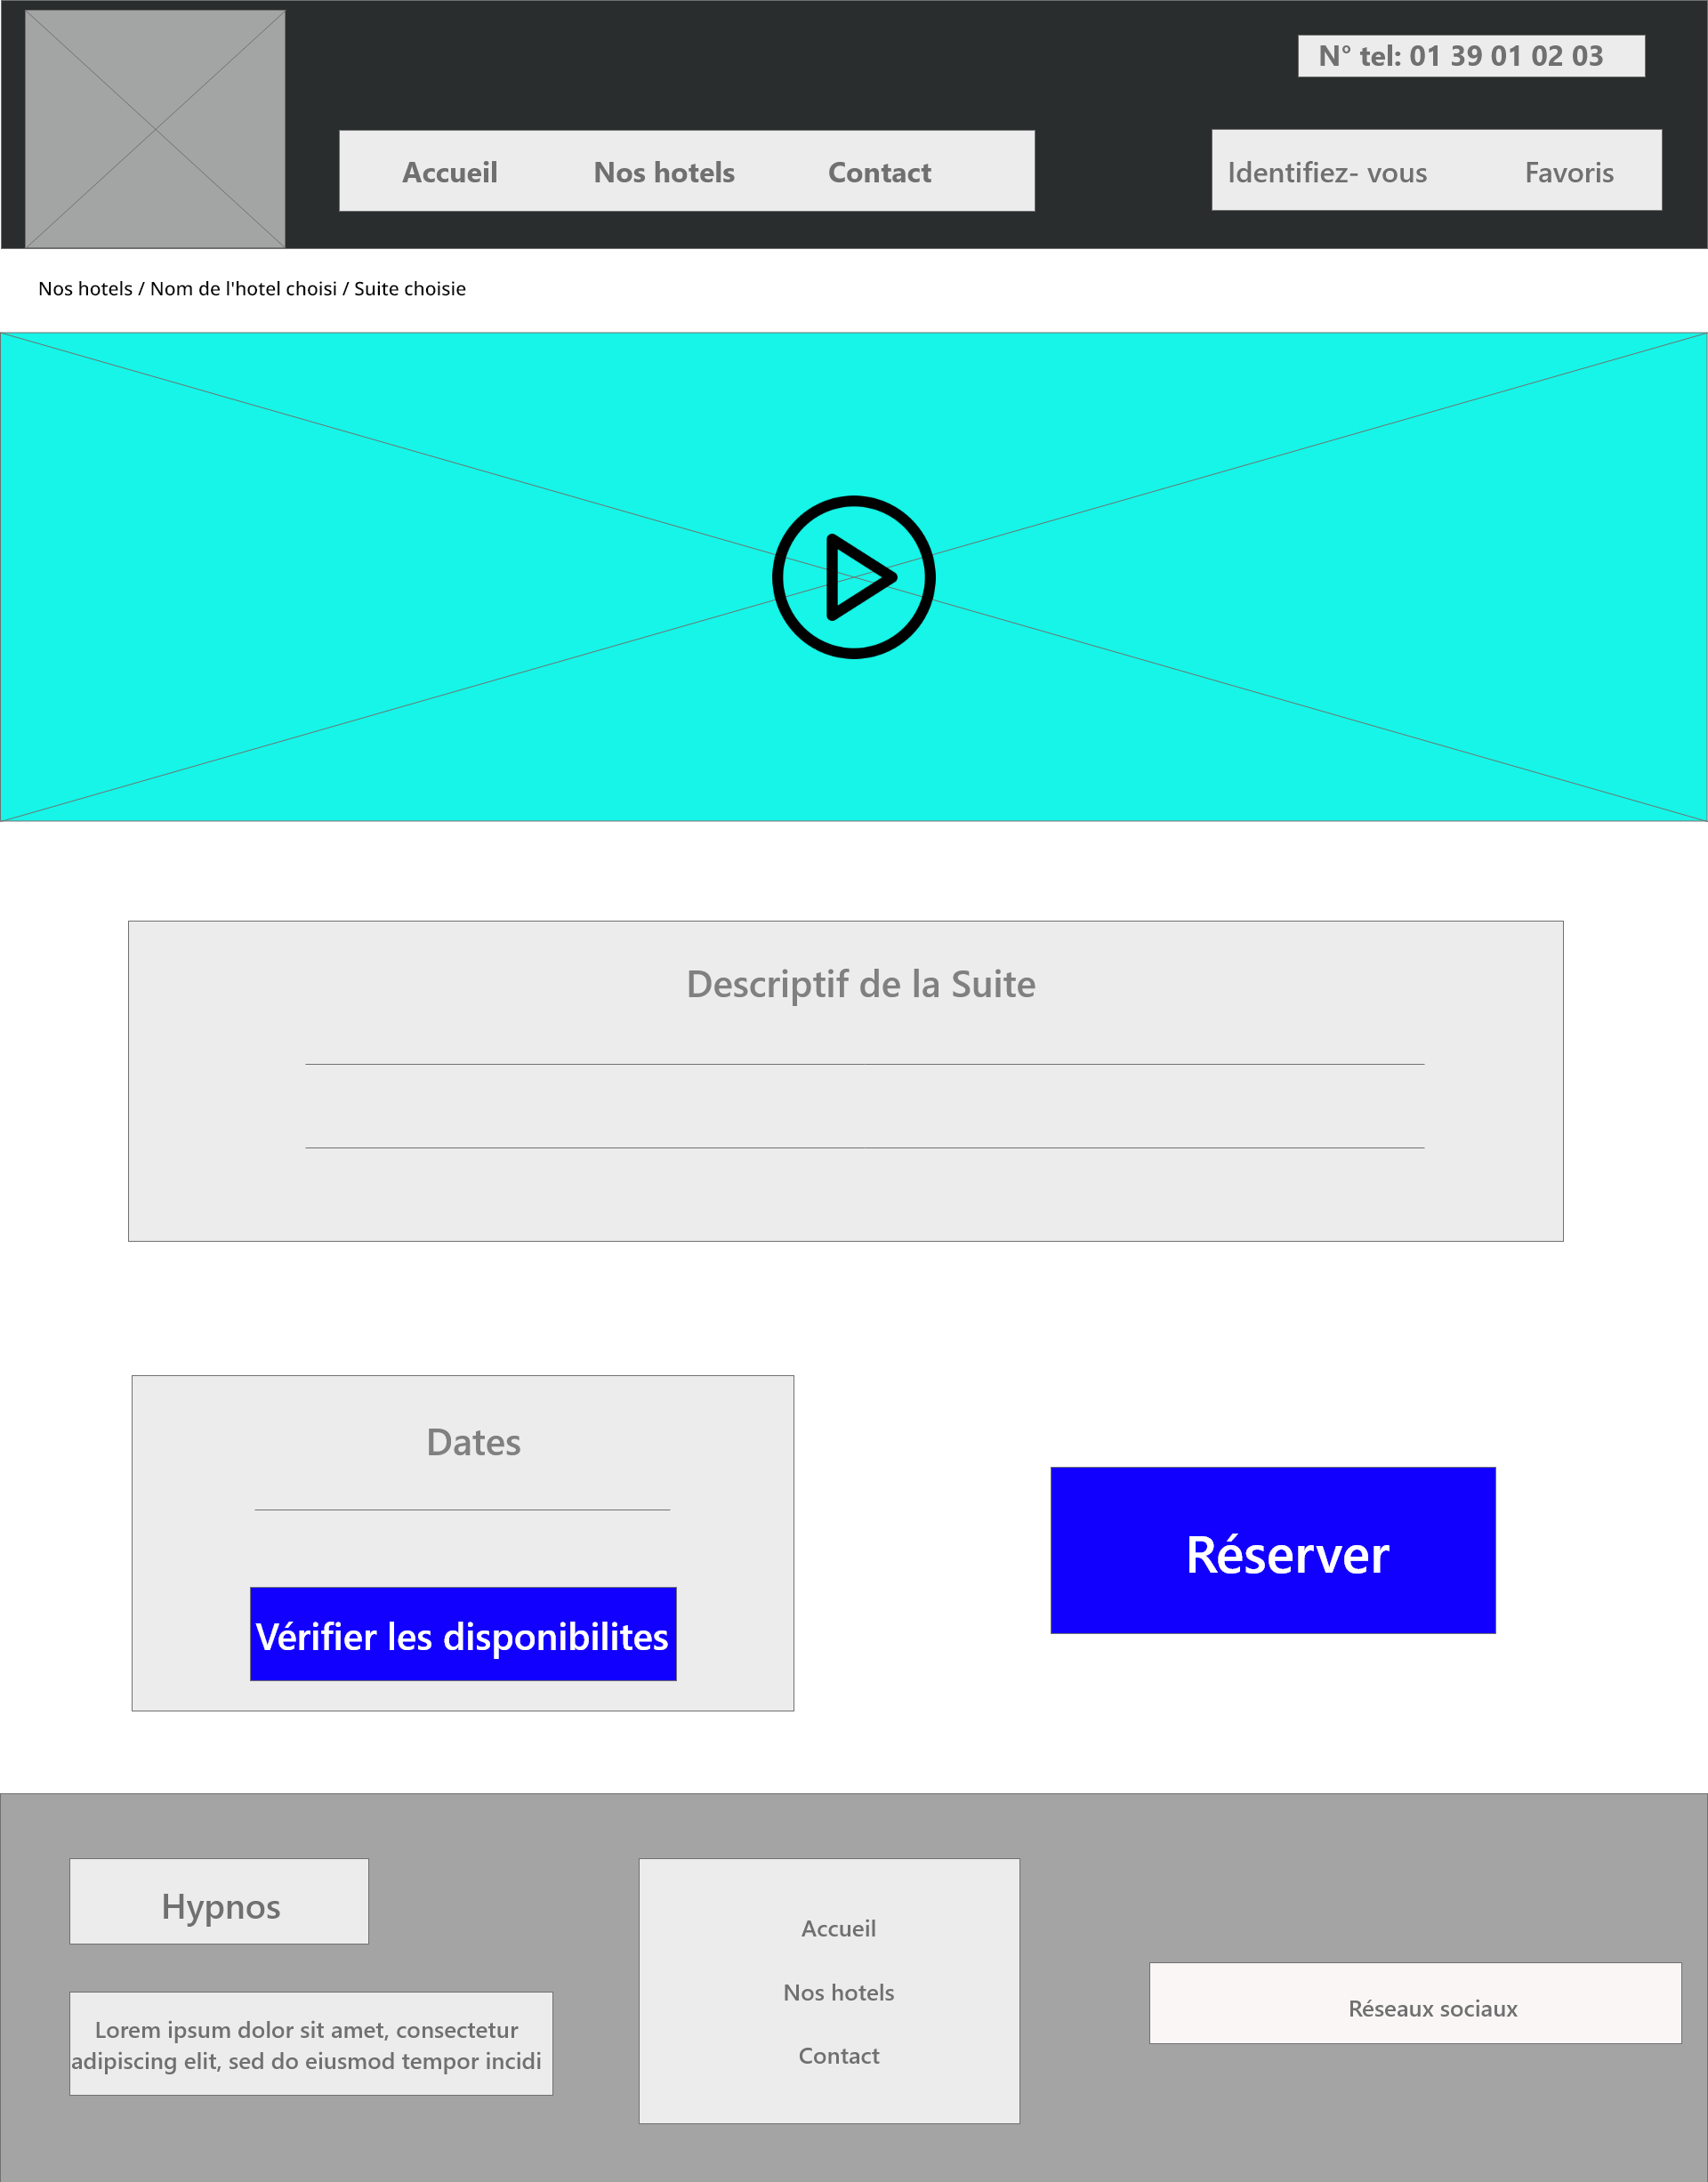 N° tel: 01 39 01 02 03
Accueil Nos hotels Contact Identifiez- vous Favoris
Nos hotels / Nom de l'hotel choisi / Suite choisie
Descriptif de la Suite
Dates
Réserver
Vérifier les disponibilites
Hypnos
Lorem ipsum dolor sit amet, consectetur
adipiscing elit, sed do eiusmod tempor incidi
Accueil
Nos hotels
Contact
Réseaux sociaux